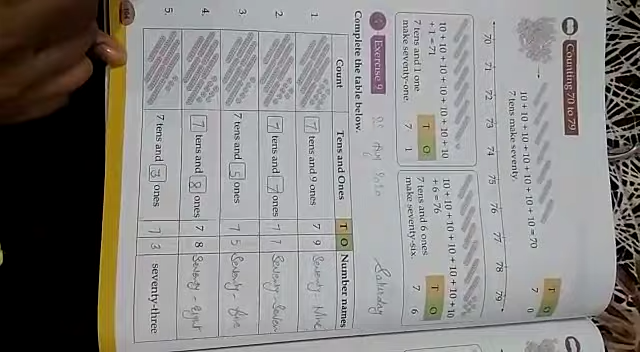 Counting 70 to 79
10 + 10 + 10 + 10 + 10 + 10 + 10 = 70
7 tens make seventy.
T O
7 0
70 71 72 73 74 75 76 77 78 79
10 + 10 + 10 + 10 + 10 + 10 + 10
+ 1 = 71
7 tens and 1 one
make seventy-one.
T O
7 1
10 + 10 + 10 + 10 + 10 + 10 + 10
+ 6 = 76
7 tens and 6 ones
make seventy-six.
T O
7 6
Exercise 9
Saturday
Complete the table below.
Count Tens and Ones T O Number names
1. 7 tens and 9 ones 7 9 Seventy-Nine
2. 7 tens and 7 ones 7 7 Seventy-Seven
3. 7 tens and 5 ones 7 5 Seventy-five
4. 7 tens and 8 ones 7 8 Seventy-eight
5. 7 tens and 3 ones 7 3 seventy-three